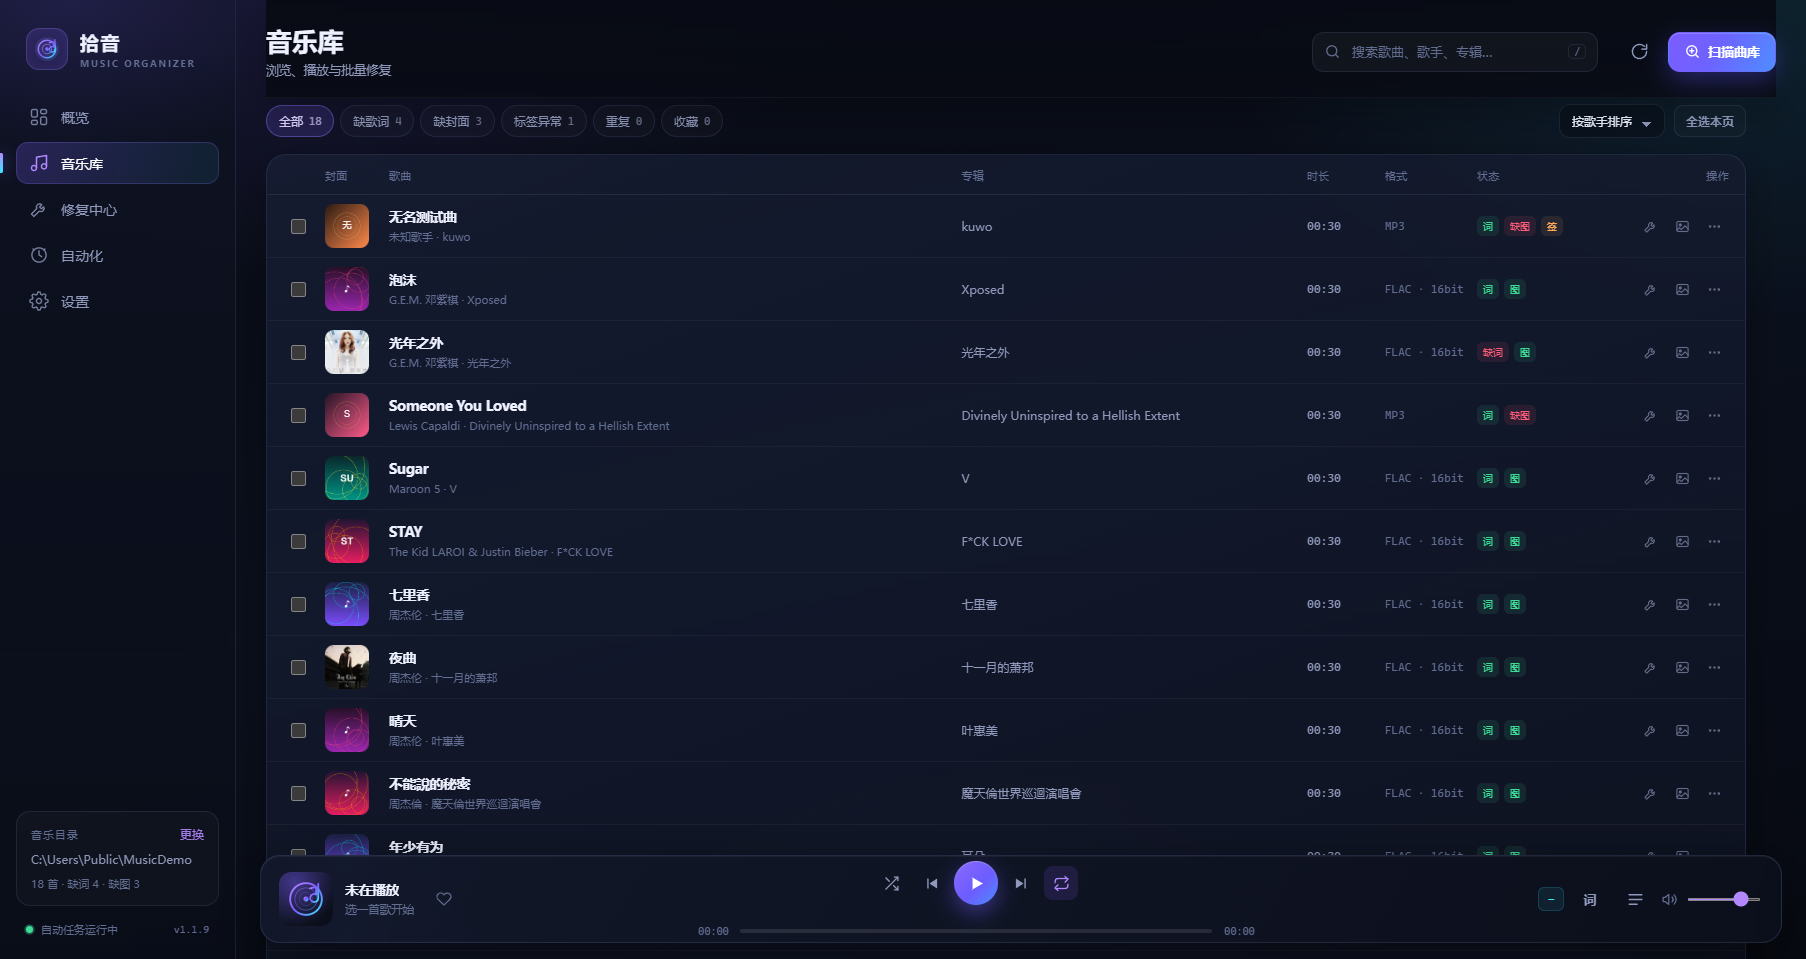 拾音
MUSIC ORGANIZER
概览
音乐库
修复中心
自动化
设置
音乐目录 更换
C:\Users\Public\MusicDemo
18 首 · 缺词 4 · 缺图 3
自动任务运行中 v1.1.9
音乐库
浏览、播放与批量修复
搜索歌曲、歌手、专辑... /
扫描曲库
全部 18 缺歌词 4 缺封面 3 标签异常 1 重复 0 收藏 0
按歌手排序 全选本页
封面 歌曲 专辑 时长 格式 状态 操作
无 无名测试曲 kuwo 00:30 MP3 词 缺图 签
未知歌手 · kuwo
泡沫 Xposed 00:30 FLAC · 16bit 词 图
G.E.M. 邓紫棋 · Xposed
光年之外 光年之外 00:30 FLAC · 16bit 缺词 图
G.E.M. 邓紫棋 · 光年之外
S Someone You Loved Divinely Uninspired to a Hellish Extent 00:30 MP3 词 缺图
Lewis Capaldi · Divinely Uninspired to a Hellish Extent
SU Sugar V 00:30 FLAC · 16bit 词 图
Maroon 5 · V
ST STAY F*CK LOVE 00:30 FLAC · 16bit 词 图
The Kid LAROI & Justin Bieber · F*CK LOVE
七里香 七里香 00:30 FLAC · 16bit 词 图
周杰伦 · 七里香
夜曲 十一月的萧邦 00:30 FLAC · 16bit 词 图
周杰伦 · 十一月的萧邦
晴天 叶惠美 00:30 FLAC · 16bit 词 图
周杰伦 · 叶惠美
不能說的秘密 魔天倫世界巡迴演唱會 00:30 FLAC · 16bit 词 图
周杰倫 · 魔天倫世界巡迴演唱會
年少有为
未在播放
选一首歌开始
00:00 00:00
词